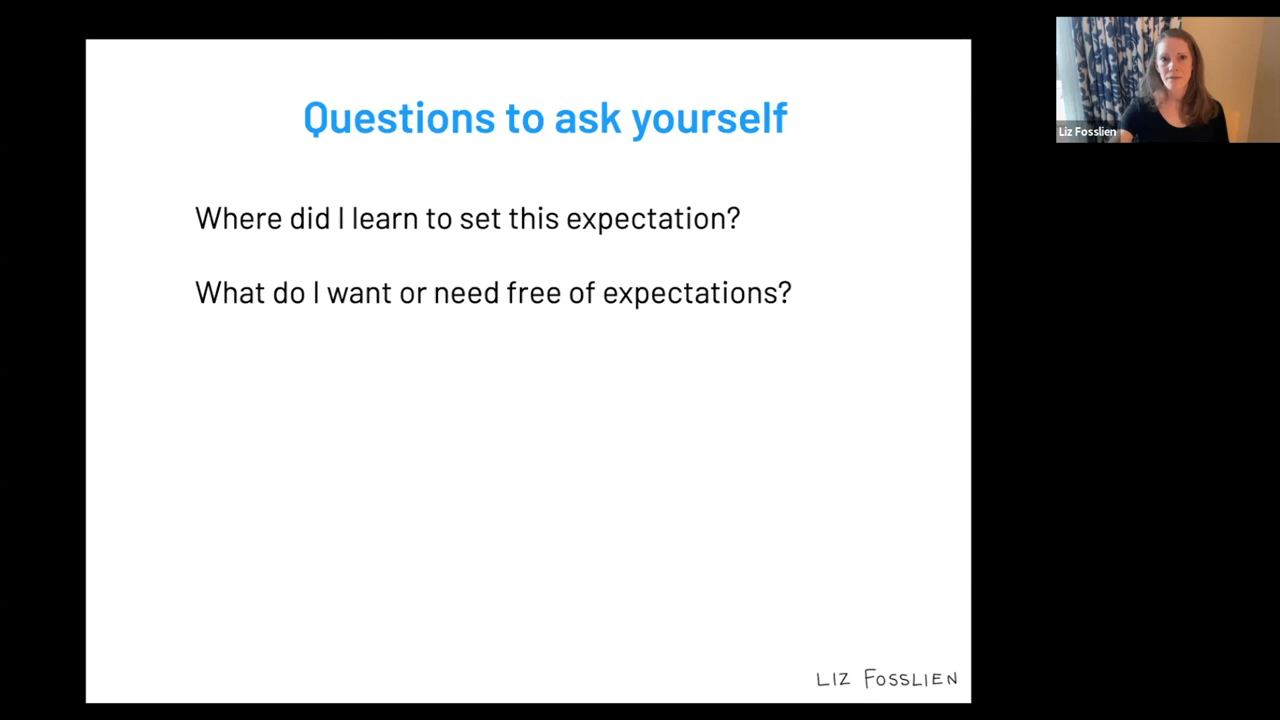 Questions to ask yourself
Where did I learn to set this expectation?
What do I want or need free of expectations?
LIZ FOSSLIEN
Liz Fosslien